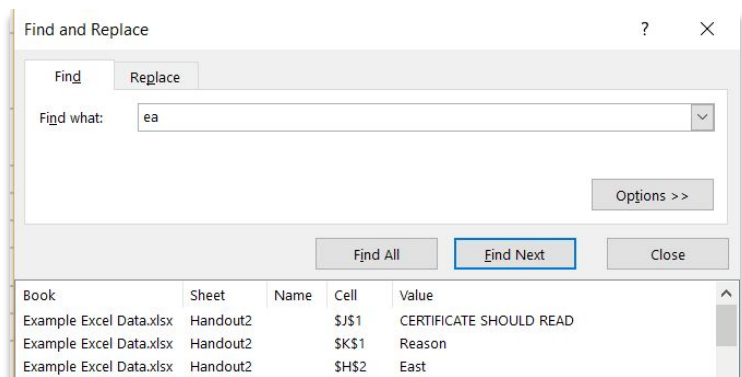 Find and Replace ?
Find Replace
Find what: ea
Options >>
Find All Find Next Close
Book Sheet Name Cell Value
Example Excel Data.xlsx Handout2 $J$1 CERTIFICATE SHOULD READ
Example Excel Data.xlsx Handout2 $K$1 Reason
Example Excel Data.xlsx Handout2 $H$2 East